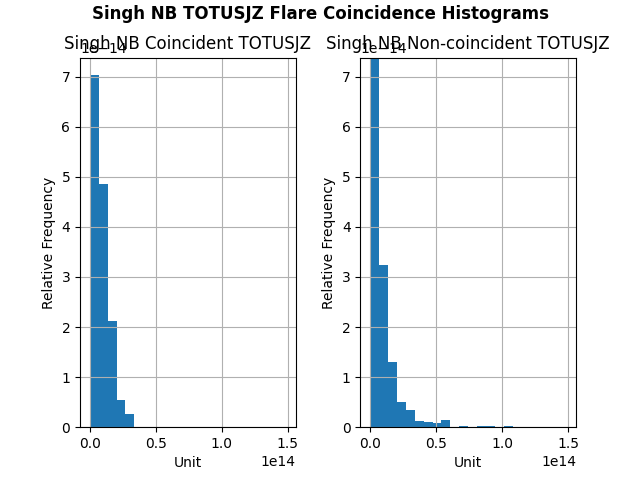 Singh NB TOTUSJZ Flare Coincidence Histograms
Singh NB Coincident TOTUSJZ
Singh NB Non-coincident TOTUSJZ
1e−14
1e−14
7
6
5
4
3
2
1
0
Relative Frequency
0.0 0.5 1.0 1.5
1e14
Unit
7
6
5
4
3
2
1
0
Relative Frequency
0.0 0.5 1.0 1.5
1e14
Unit